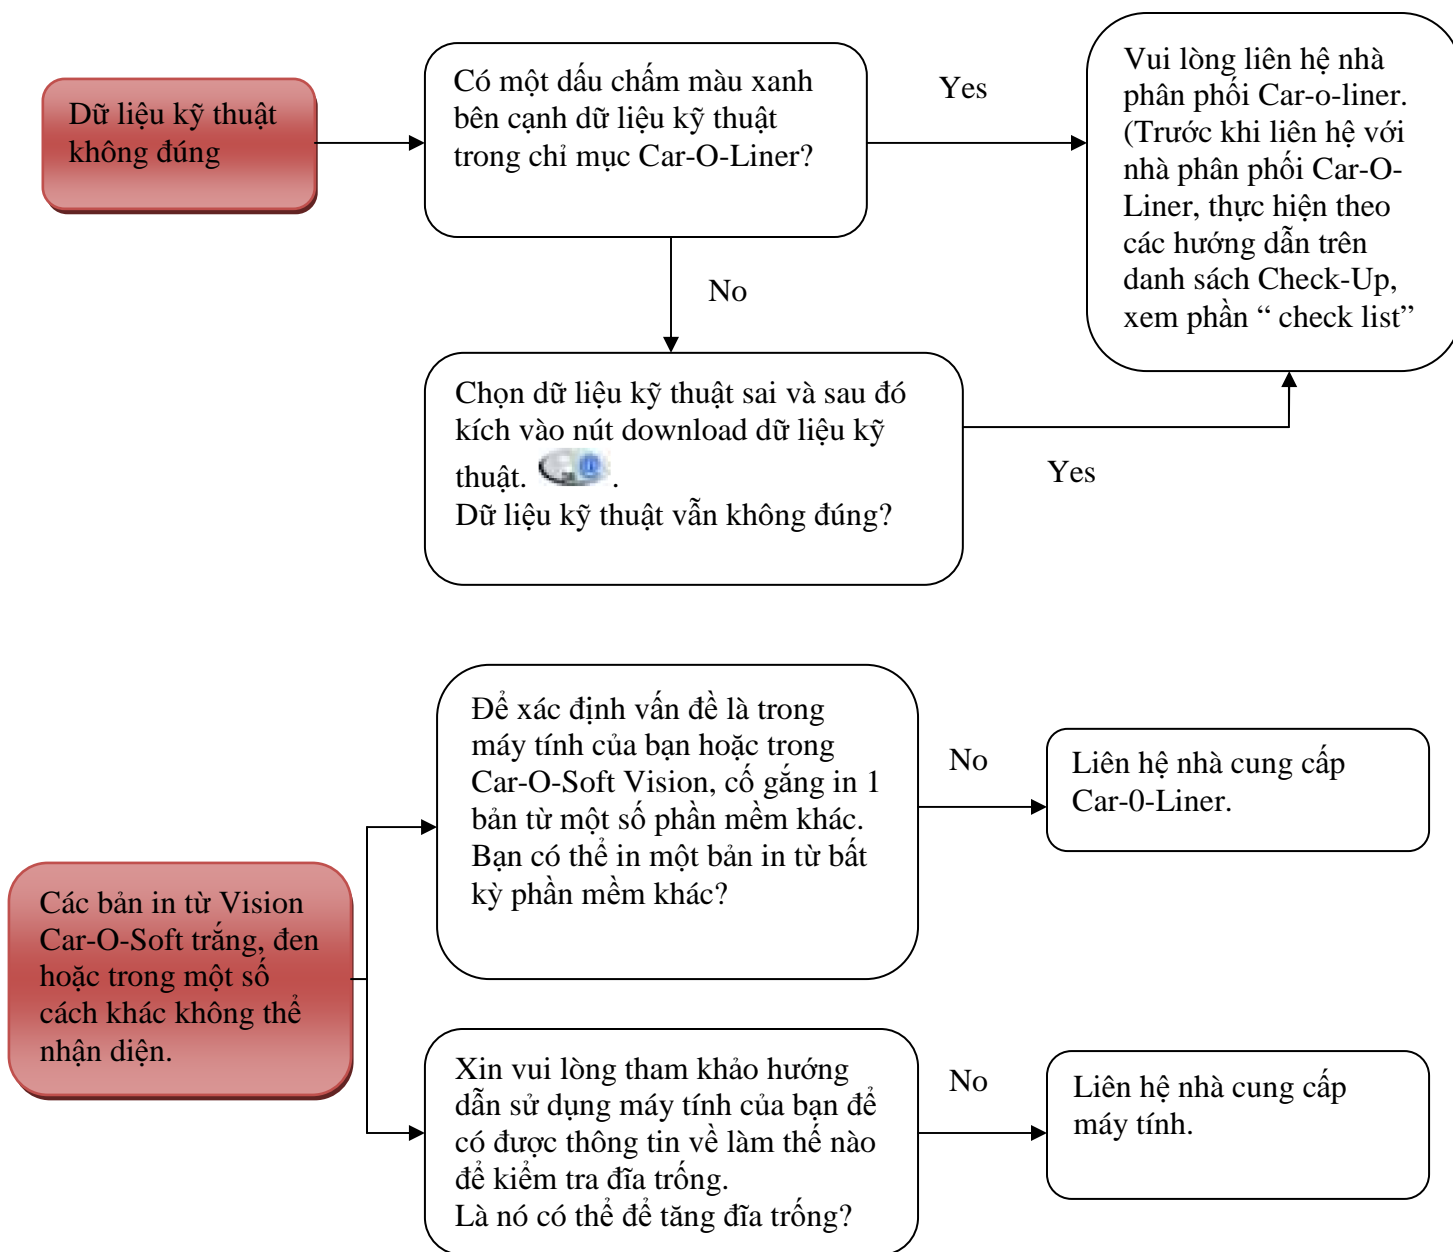 Dữ liệu kỹ thuật
không đúng
Có một dấu chấm màu xanh
bên cạnh dữ liệu kỹ thuật
trong chỉ mục Car-O-Liner?
Yes
Vui lòng liên hệ nhà
phân phối Car-o-liner.
(Trước khi liên hệ với
nhà phân phối Car-O-
Liner, thực hiện theo
các hướng dẫn trên
danh sách Check-Up,
xem phần “ check list”
No
Chọn dữ liệu kỹ thuật sai và sau đó
kích vào nút download dữ liệu kỹ
thuật. .
Dữ liệu kỹ thuật vẫn không đúng?
Yes
Các bản in từ Vision
Car-O-Soft trắng, đen
hoặc trong một số
cách khác không thể
nhận diện.
Để xác định vấn đề là trong
máy tính của bạn hoặc trong
Car-O-Soft Vision, cố gắng in 1
bản từ một số phần mềm khác.
Bạn có thể in một bản in từ bất
kỳ phần mềm khác?
No
Liên hệ nhà cung cấp
Car-0-Liner.
Xin vui lòng tham khảo hướng
dẫn sử dụng máy tính của bạn để
có được thông tin về làm thế nào
để kiểm tra đĩa trống.
Là nó có thể để tăng đĩa trống?
No
Liên hệ nhà cung cấp
máy tính.